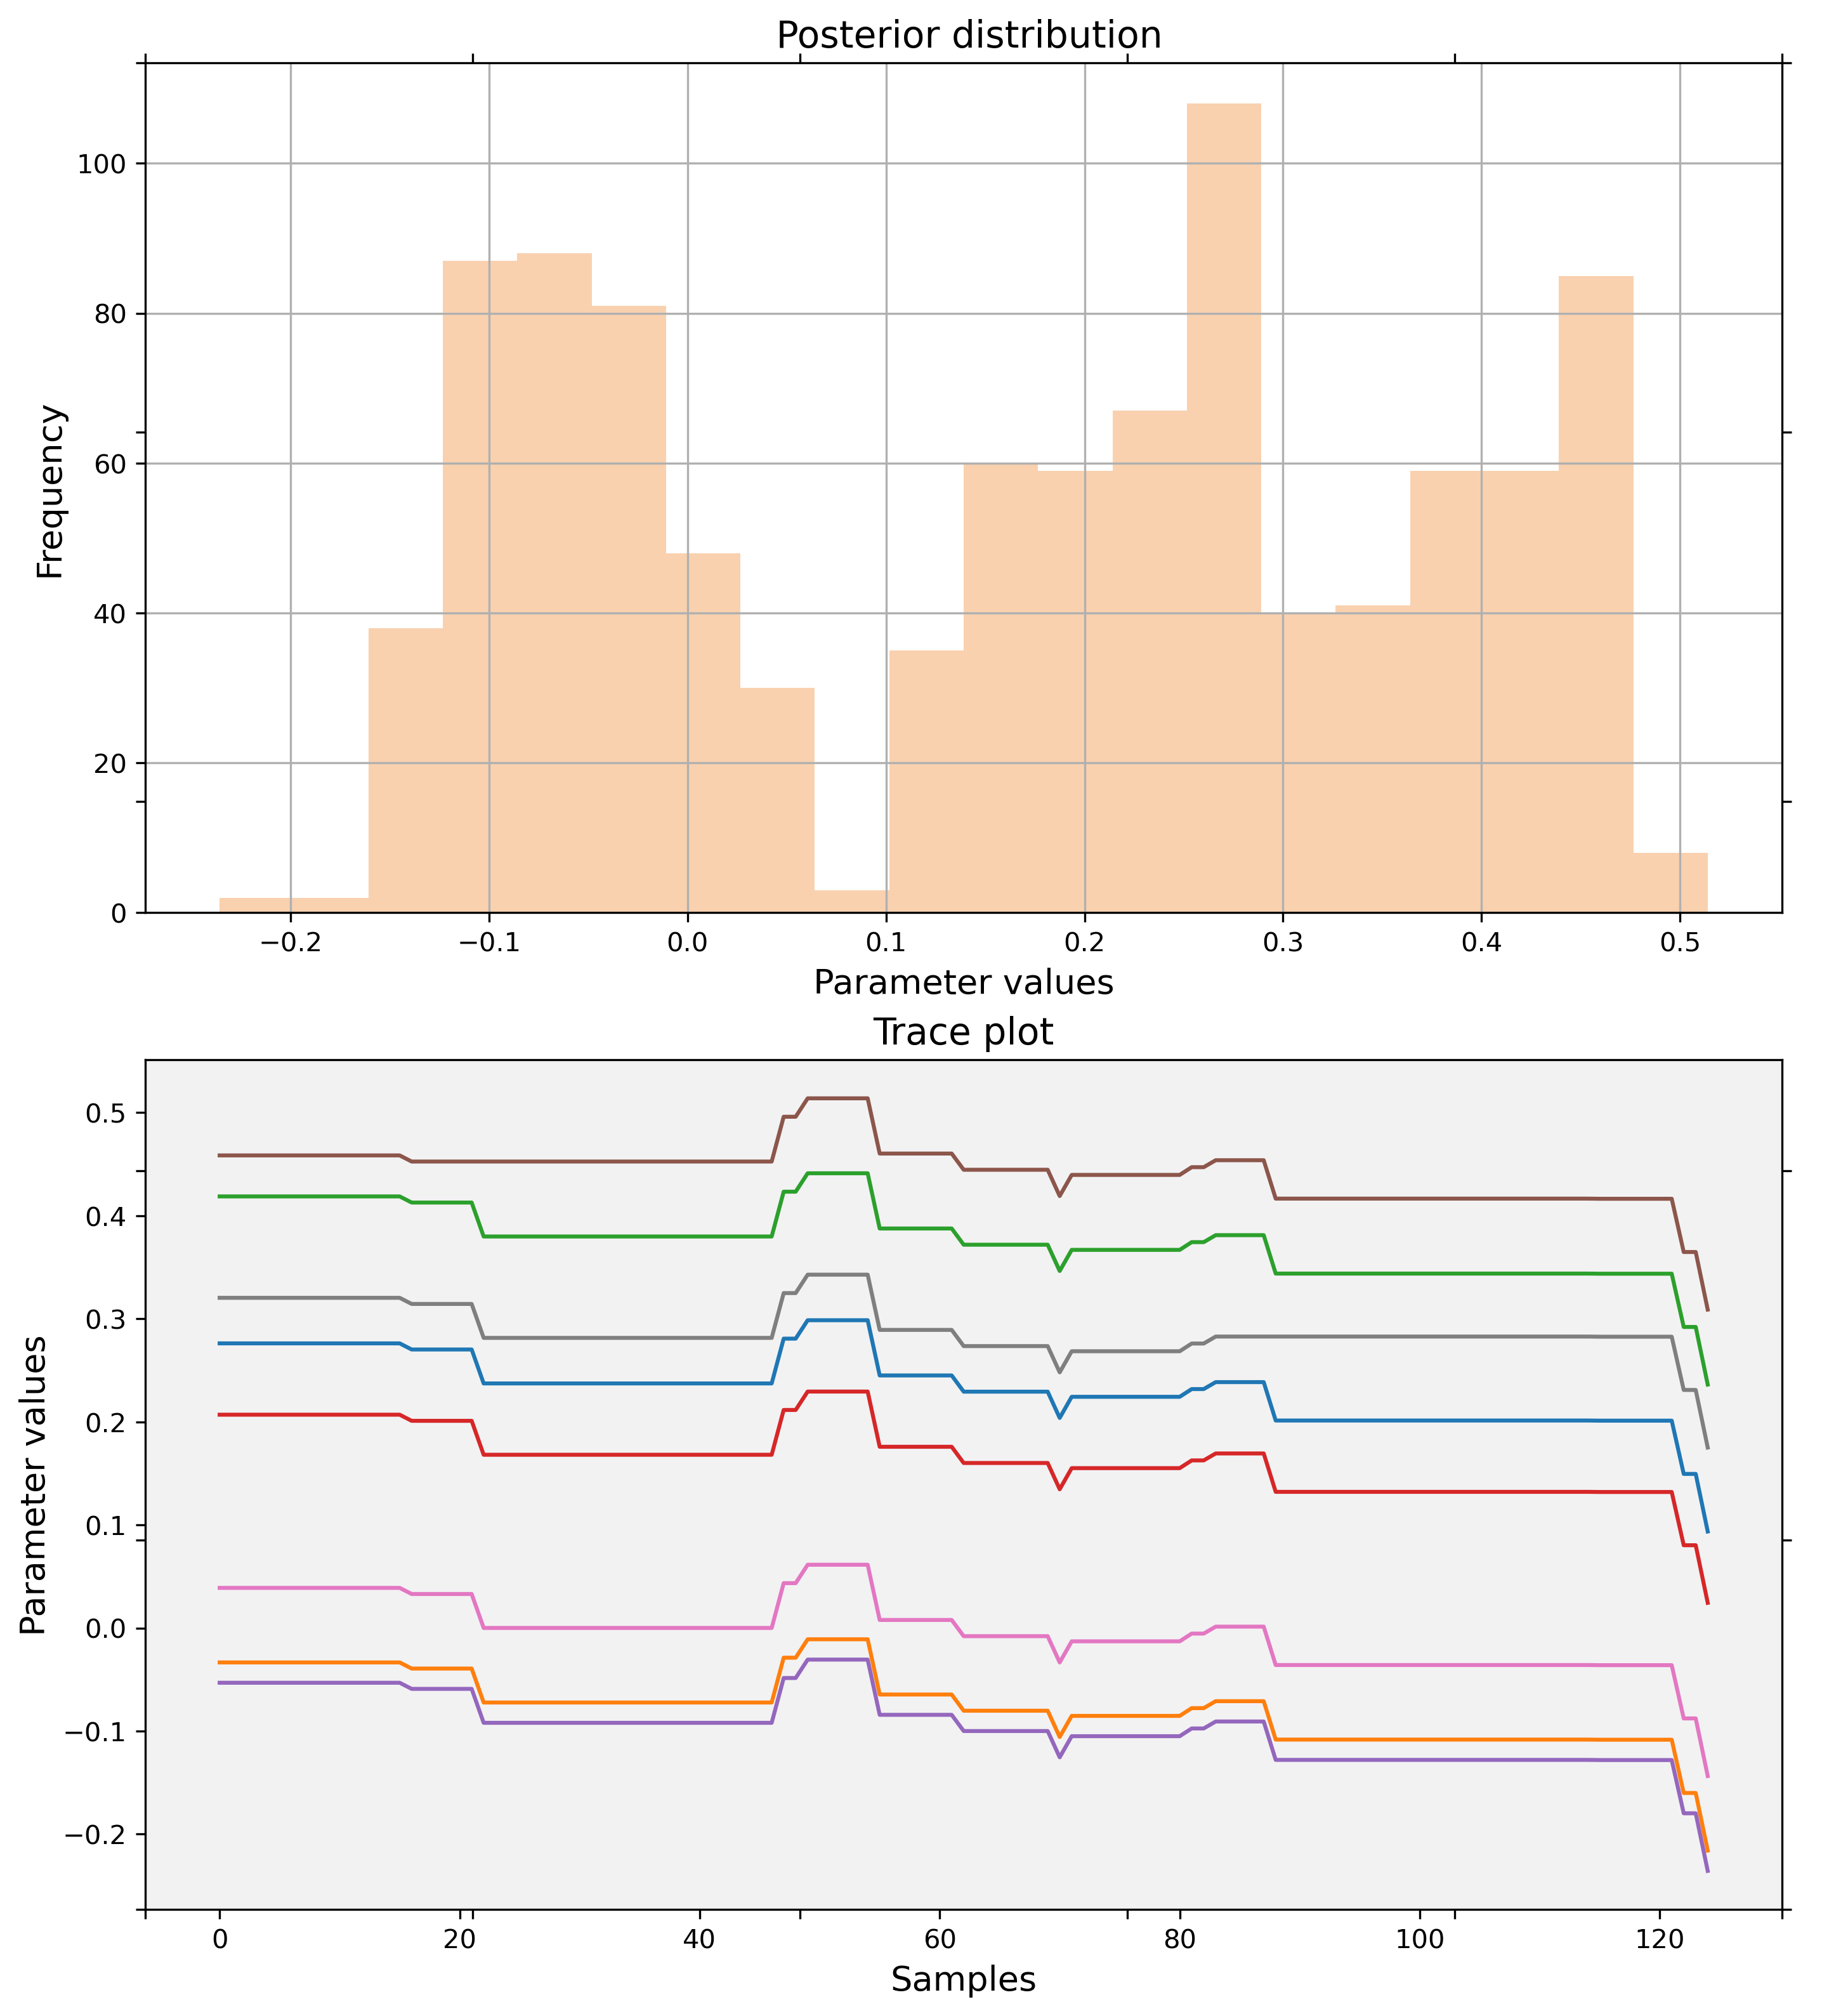 Posterior distribution
100
80
60
40
20
0
Frequency
−0.2 −0.1 0.0 0.1 0.2 0.3 0.4 0.5
Parameter values
Trace plot
0.5
0.4
0.3
0.2
0.1
0.0
−0.1
−0.2
Parameter values
0 20 40 60 80 100 120
Samples